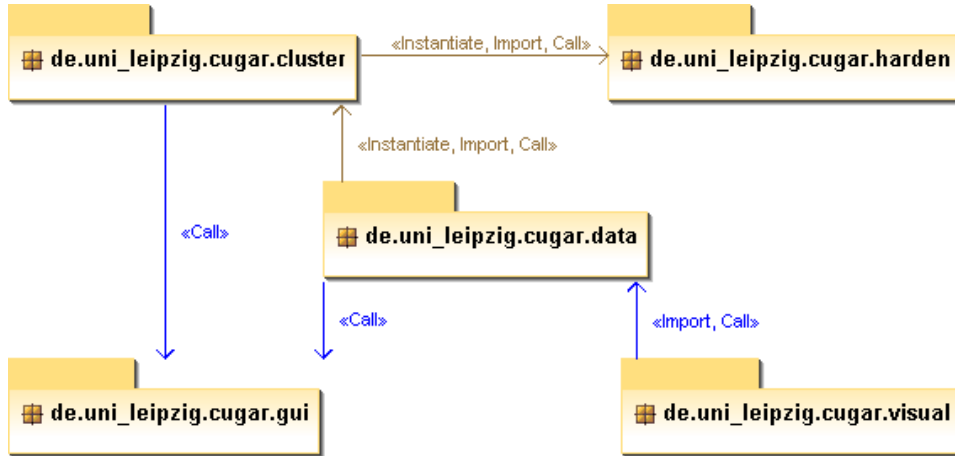 «Instantiate, Import, Call»
de.uni_leipzig.cugar.cluster
de.uni_leipzig.cugar.harden
«Instantiate, Import, Call»
«Call»
de.uni_leipzig.cugar.data
«Call»
«Import, Call»
de.uni_leipzig.cugar.gui
de.uni_leipzig.cugar.visual